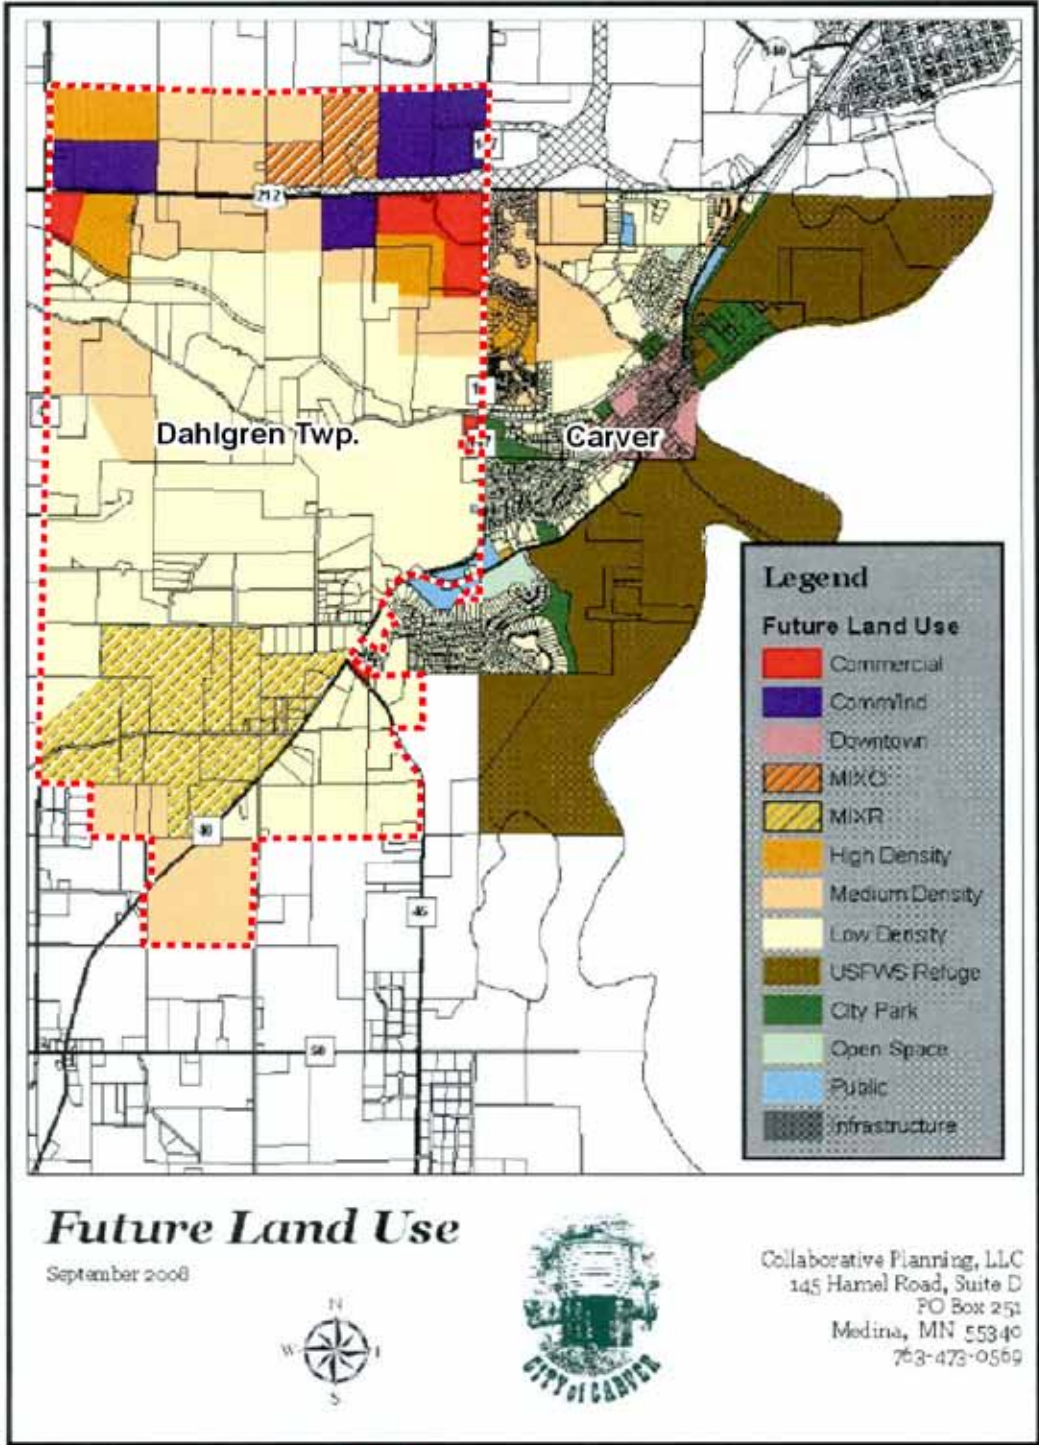 212
Dahlgren Twp.
Carver
40
45
50
Legend
Future Land Use
Commercial
Comm/Ind
Downtown
MIXC
MIXR
High Density
Medium Density
Low Density
USFWS Refuge
City Park
Open Space
Public
Infrastructure
Future Land Use
September 2008
N
W
S
CITY of CARVER
Collaborative Planning, LLC
145 Hamel Road, Suite D
PO Box 251
Medina, MN 55340
763-473-0569